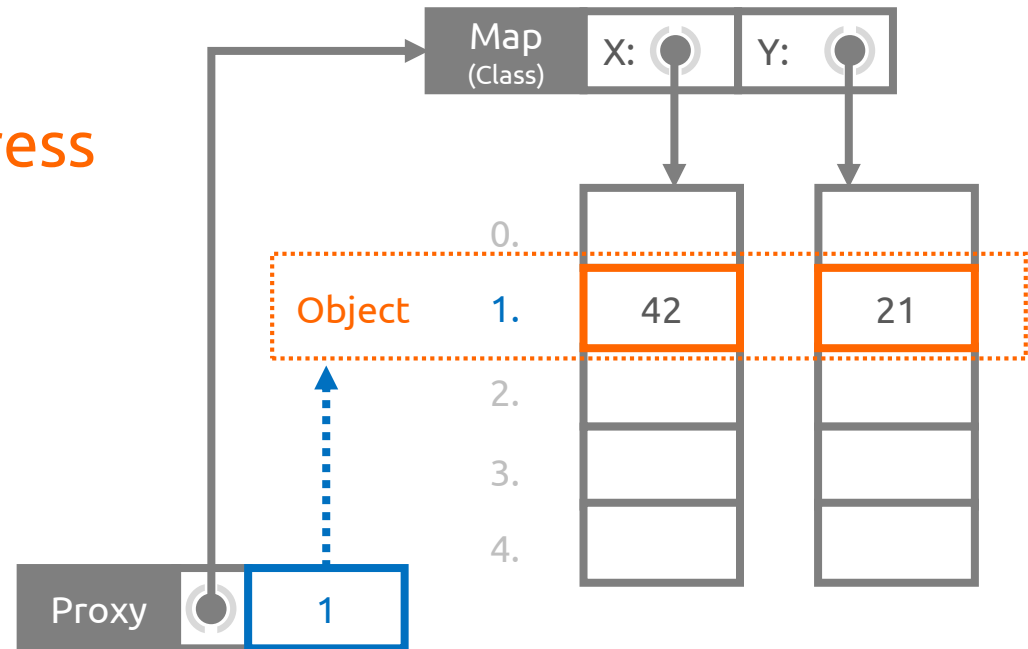 Map
(Class)
X:
Y:
ress
0.
Object 1. 42 21
2.
3.
4.
Proxy 1